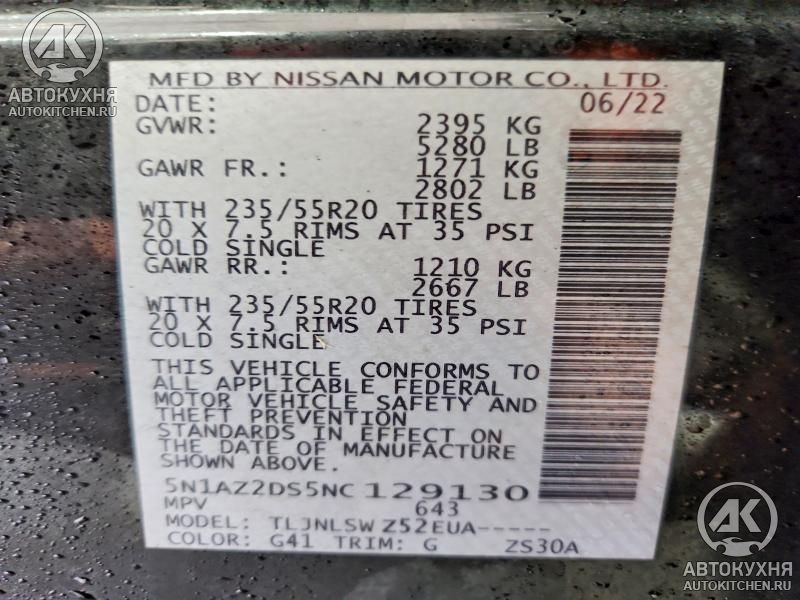 АК
АВТОКУХНЯ
AUTOKITCHEN.RU
MFD BY NISSAN MOTOR CO., LTD.
DATE: 06/22
GVWR: 2395 KG
5280 LB
GAWR FR.: 1271 KG
2802 LB
WITH 235/55R20 TIRES
20 X 7.5 RIMS AT 35 PSI
COLD SINGLE
GAWR RR.: 1210 KG
2667 LB
WITH 235/55R20 TIRES
20 X 7.5 RIMS AT 35 PSI
COLD SINGLE
THIS VEHICLE CONFORMS TO
ALL APPLICABLE FEDERAL
MOTOR VEHICLE SAFETY AND
THEFT PREVENTION
STANDARDS IN EFFECT ON
THE DATE OF MANUFACTURE
SHOWN ABOVE.
5N1AZ2DS5NC129130
MPV 643
MODEL: TLJNLSWZ52EUA-----
COLOR: G41 TRIM: G ZS30A
АК
АВТОКУХНЯ
AUTOKITCHEN.RU